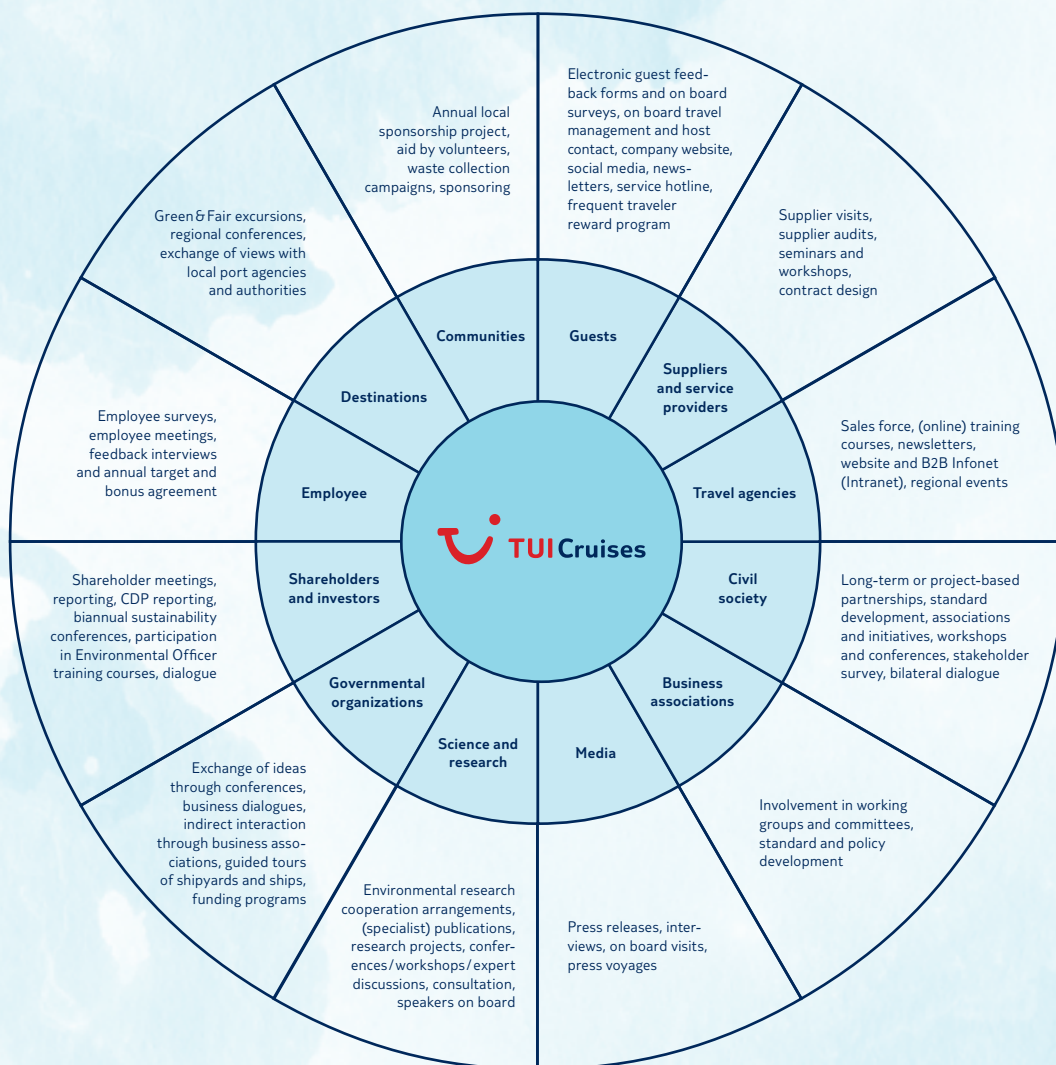 Electronic guest feed-
back forms and on board
surveys, on board travel
management and host
contact, company website,
social media, news-
letters, service hotline,
frequent traveler
reward program
Guests
Supplier visits,
supplier audits,
seminars and
workshops,
contract design
Suppliers
and service
providers
Sales force, (online) training
courses, newsletters,
website and B2B Infonet
(Intranet), regional events
Travel agencies
Long-term or project-based
partnerships, standard
development, associations
and initiatives, workshops
and conferences, stakeholder
survey, bilateral dialogue
Civil
society
Involvement in working
groups and committees,
standard and policy
development
Business
associations
Press releases, inter-
views, on board visits,
press voyages
Media
Environmental research
cooperation arrangements,
(specialist) publications,
research projects, confer-
ences/workshops/expert
discussions, consultation,
speakers on board
Science and
research
Exchange of ideas
through conferences,
business dialogues,
indirect interaction
through business asso-
ciations, guided tours
of shipyards and ships,
funding programs
Governmental
organizations
Shareholder meetings,
reporting, CDP reporting,
biannual sustainability
conferences, participation
in Environmental Officer
training courses, dialogue
Shareholders
and investors
Employee surveys,
employee meetings,
feedback interviews
and annual target and
bonus agreement
Employee
Green & Fair excursions,
regional conferences,
exchange of views with
local port agencies
and authorities
Destinations
Annual local
sponsorship project,
aid by volunteers,
waste collection
campaigns, sponsoring
Communities
TUI Cruises